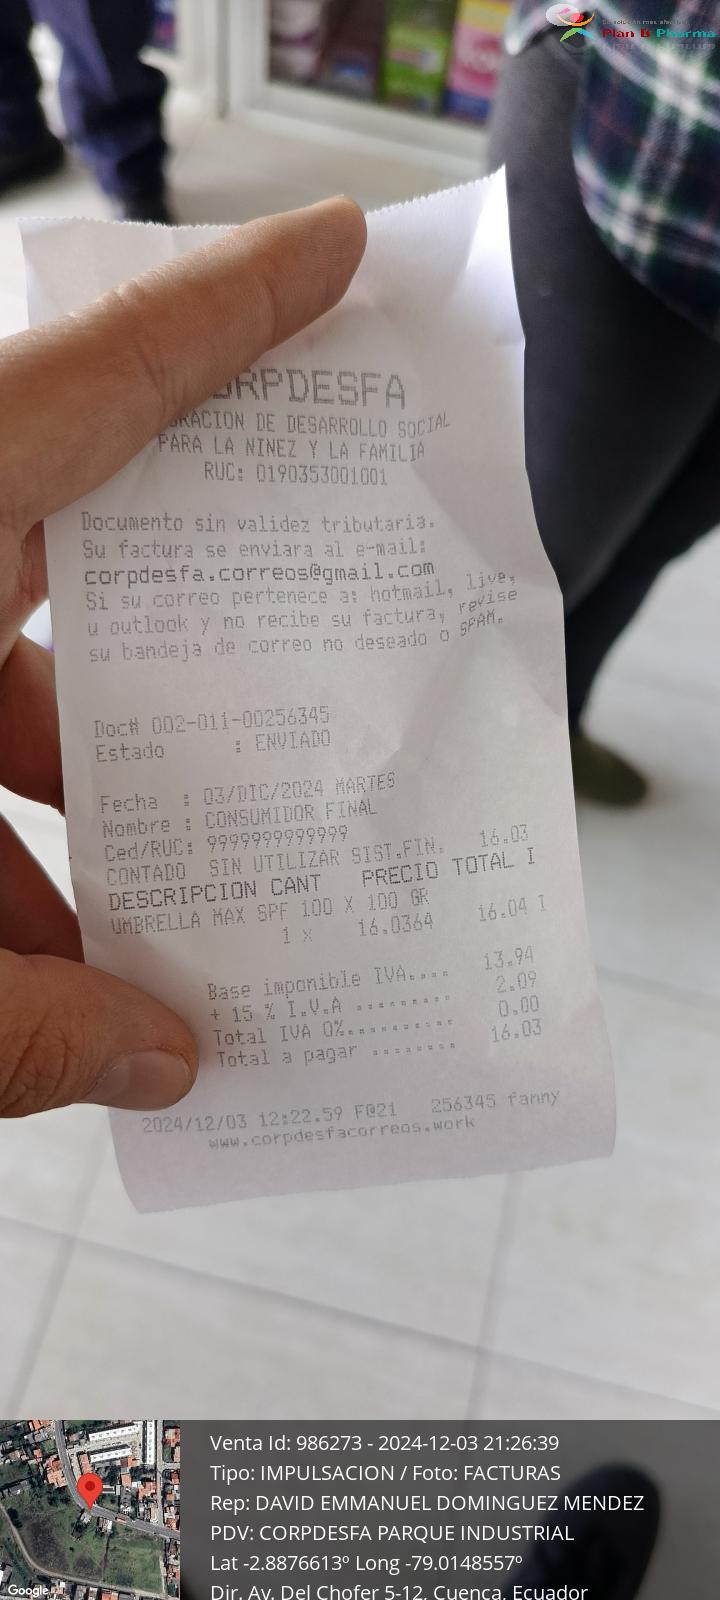 Plan B Pharma
CORPDESFA
PARA LA NINEZ Y LA FAMILIA
DE DESARROLLO SOCIAL
RUC: 0190353001001
Documento sin validez tributaria.
Su factura se enviara al e-mail:
corpdesfa.correos@gmail.com
Si su correo pertenece a: hotmail, live,
u outlook y no recibe su factura, revise
su bandeja de correo no deseado o SPAM.
Doc# 002-011-00256345
Estado : ENVIADO
Fecha : 03/DIC/2024 MARTES
Nombre : CONSUMIDOR FINAL
Ced/RUC: 9999999999999
CONTADO SIN UTILIZAR SIST.FIN. 16.03
DESCRIPCION CANT PRECIO TOTAL I
UMBRELLA MAX SPF 100 X 100 GR
1 x 16.0364 16.04 I
Base imponible IVA.... 13.94
+ 15 % I.V.A ......... 2.09
Total IVA 0%........... 0.00
Total a pagar ........ 16.03
2024/12/03 12:22.59 F@21 256345 fanny
www.corpdesfacorreos.work
Venta Id: 986273 - 2024-12-03 21:26:39
Tipo: IMPULSACION / Foto: FACTURAS
Rep: DAVID EMMANUEL DOMINGUEZ MENDEZ
PDV: CORPDESFA PARQUE INDUSTRIAL
Lat -2.8876613º Long -79.0148557º
Dir. Av. Del Chofer 5-12, Cuenca, Ecuador
Google